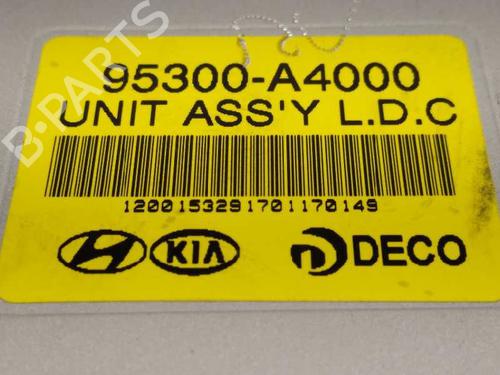 95300-A4000
UNIT ASS'Y L.D.C
1200153291701170149
KIA DECO
B-PARTS